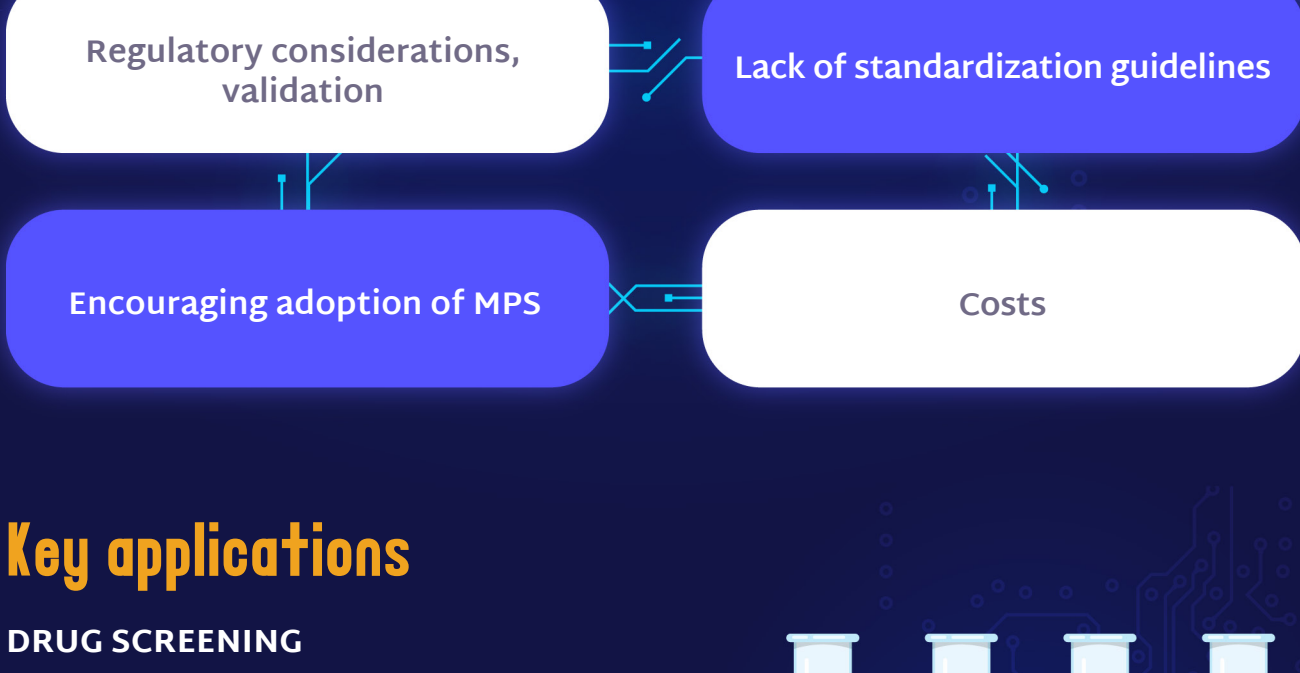 Regulatory considerations,
validation
Lack of standardization guidelines
Encouraging adoption of MPS
Costs
Key applications
DRUG SCREENING